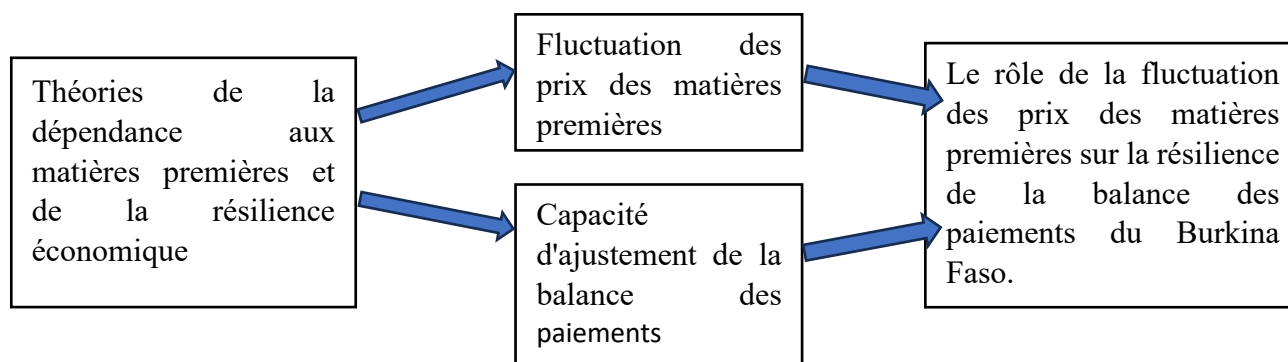 Théories de la
dépendance aux
matières premières et
de la résilience
économique
Fluctuation des
prix des matières
premières
Capacité
d'ajustement de la
balance des
paiements
Le rôle de la fluctuation
des prix des matières
premières sur la résilience
de la balance des
paiements du Burkina
Faso.